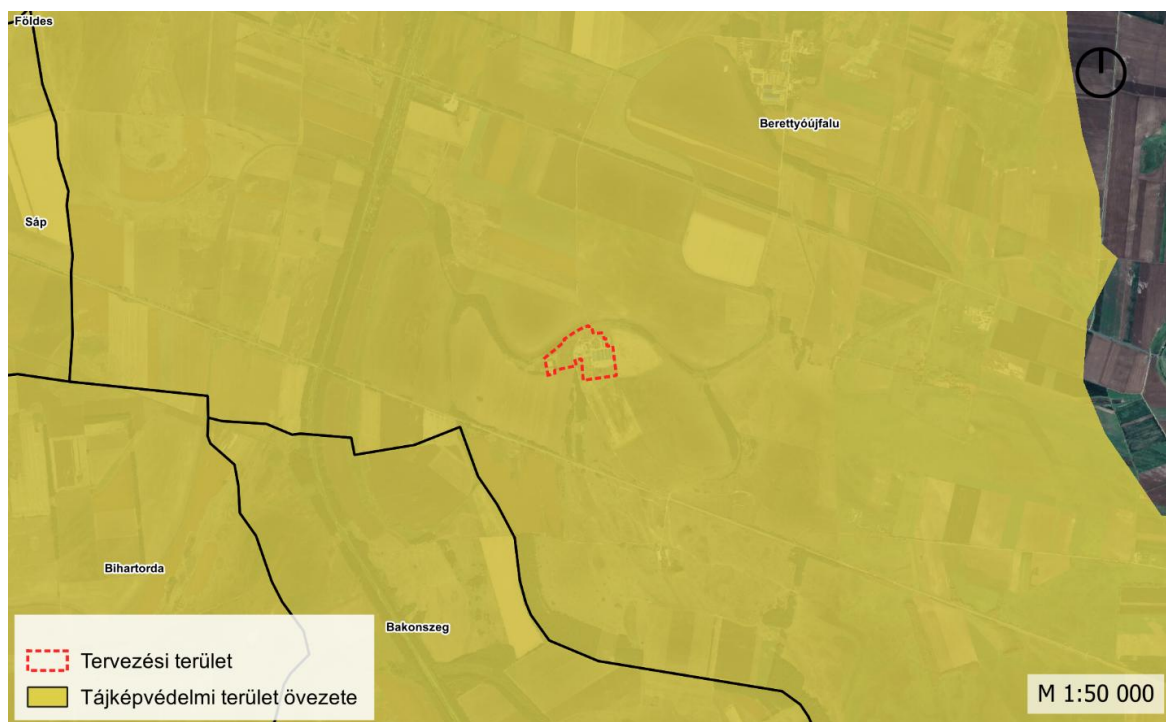 Földes
Berettyóújfalu
Sáp
Bihartorda
Bakonszeg
Tervezési terület
Tájképvédelmi terület övezete
M 1:50 000